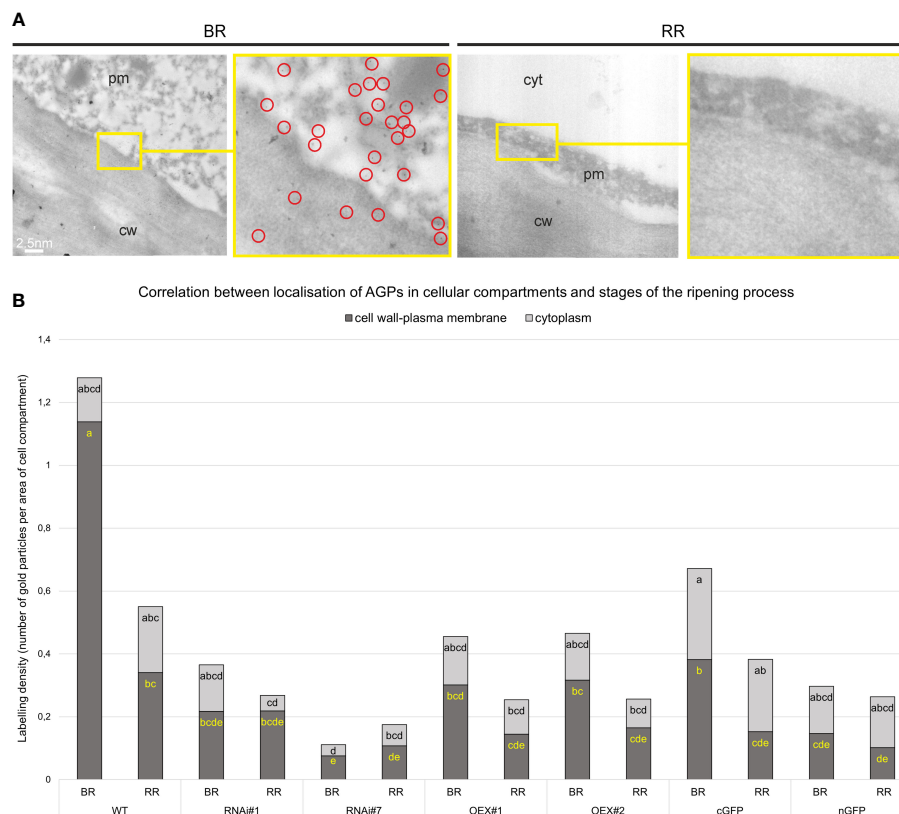 A
BR
RR
pm
cw
2.5nm
cyt
pm
cw
B
Correlation between localisation of AGPs in cellular compartments and stages of the ripening process
cell wall-plasma membrane cytoplasm
Labelling density (number of gold particles per area of cell compartment)
1,4
1,2
1
0,8
0,6
0,4
0,2
0
abcd
a
abc
bc
abcd
bcde
cd
bcde
d
e
bcd
de
abcd
bcd
bcd
cde
abcd
bc
bcd
cde
a
b
ab
cde
abcd
cde
abcd
de
BR RR BR RR BR RR BR RR BR RR BR RR BR RR
WT RNAi#1 RNAi#7 OEX#1 OEX#2 cGFP nGFP